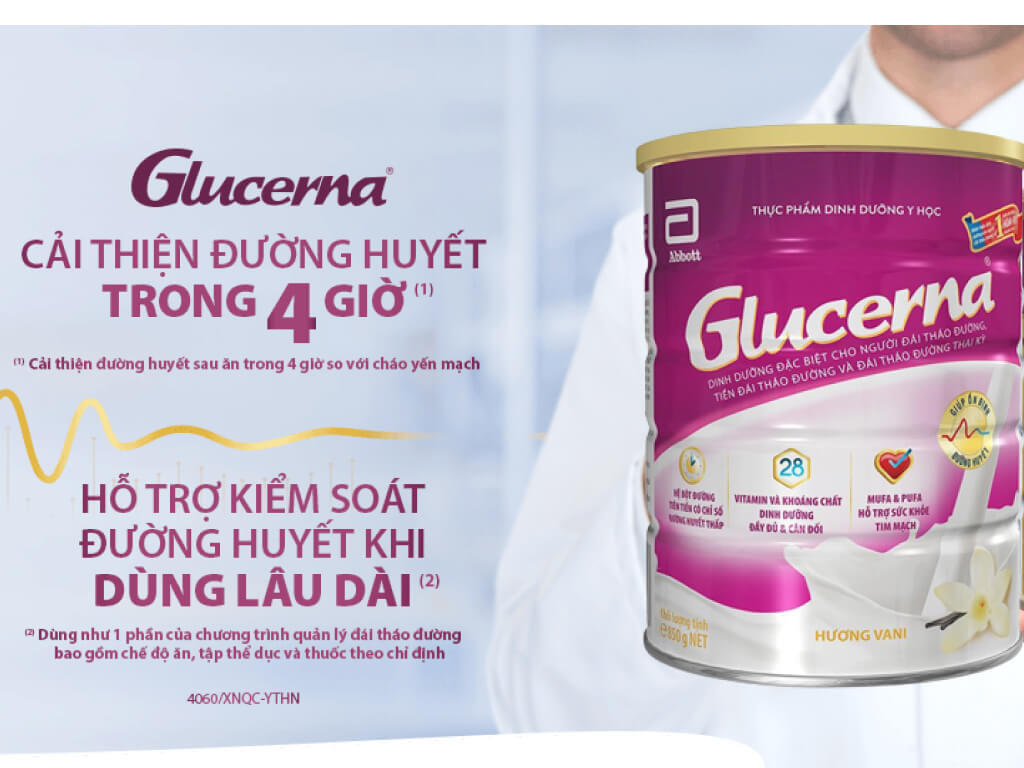 Glucerna®
CẢI THIỆN ĐƯỜNG HUYẾT
TRONG 4 GIỜ (1)
(1) Cải thiện đường huyết sau ăn trong 4 giờ so với cháo yến mạch
HỖ TRỢ KIỂM SOÁT
ĐƯỜNG HUYẾT KHI
DÙNG LÂU DÀI (2)
(2) Dùng như 1 phần của chương trình quản lý đái tháo đường
bao gồm chế độ ăn, tập thể dục và thuốc theo chỉ định
4060/XNQC-YTHN
Abbott
THỰC PHẨM DINH DƯỠNG Y HỌC
1
Glucerna®
DINH DƯỠNG ĐẶC BIỆT CHO NGƯỜI ĐÁI THÁO ĐƯỜNG,
TIỀN ĐÁI THÁO ĐƯỜNG VÀ ĐÁI THÁO ĐƯỜNG THAI KỲ
GIÚP ỔN ĐỊNH
ĐƯỜNG HUYẾT
HỆ BỘT ĐƯỜNG
TIÊN TIẾN CÓ CHỈ SỐ
ĐƯỜNG HUYẾT THẤP
28
VITAMIN VÀ KHOÁNG CHẤT
DINH DƯỠNG
ĐẦY ĐỦ & CÂN ĐỐI
MUFA & PUFA
HỖ TRỢ SỨC KHỎE
TIM MẠCH
Khối lượng tịnh
℮850g NET
HƯƠNG VANI